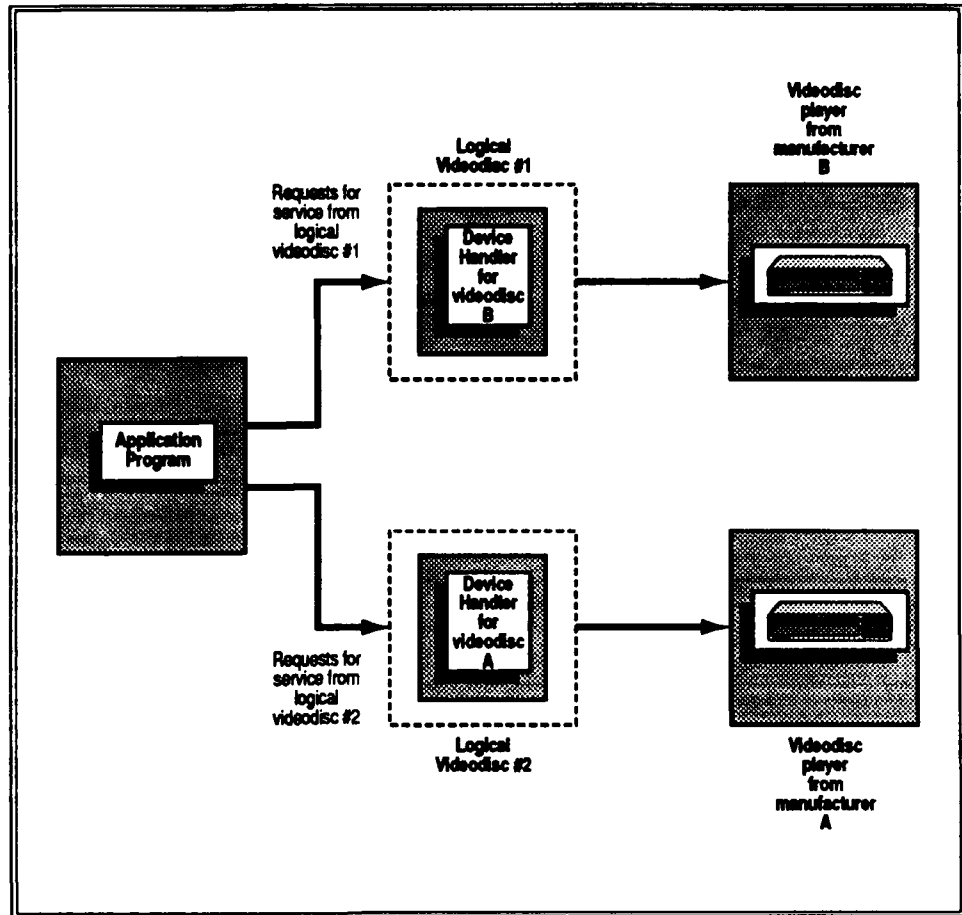 Videodisc
player
from
manufacturer
B
Logical
Videodisc #1
Requests for
service from
logical
videodisc #1
Device
Handler
for
videodisc
B
Application
Program
Device
Handler
for
videodisc
A
Requests for
service from
logical
videodisc #2
Logical
Videodisc #2
Videodisc
player
from
manufacturer
A